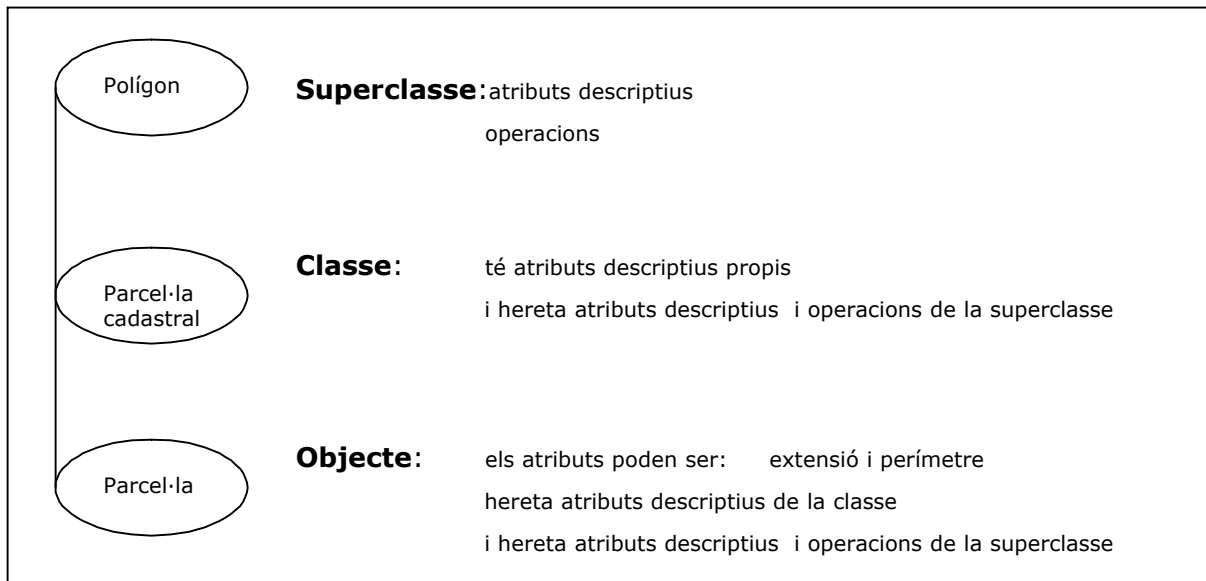 Polígon
Superclasse: atributs descriptius
operacions
Parcel·la
cadastral
Classe: té atributs descriptius propis
i hereta atributs descriptius i operacions de la superclasse
Parcel·la
Objecte: els atributs poden ser: extensió i perímetre
hereta atributs descriptius de la classe
i hereta atributs descriptius i operacions de la superclasse